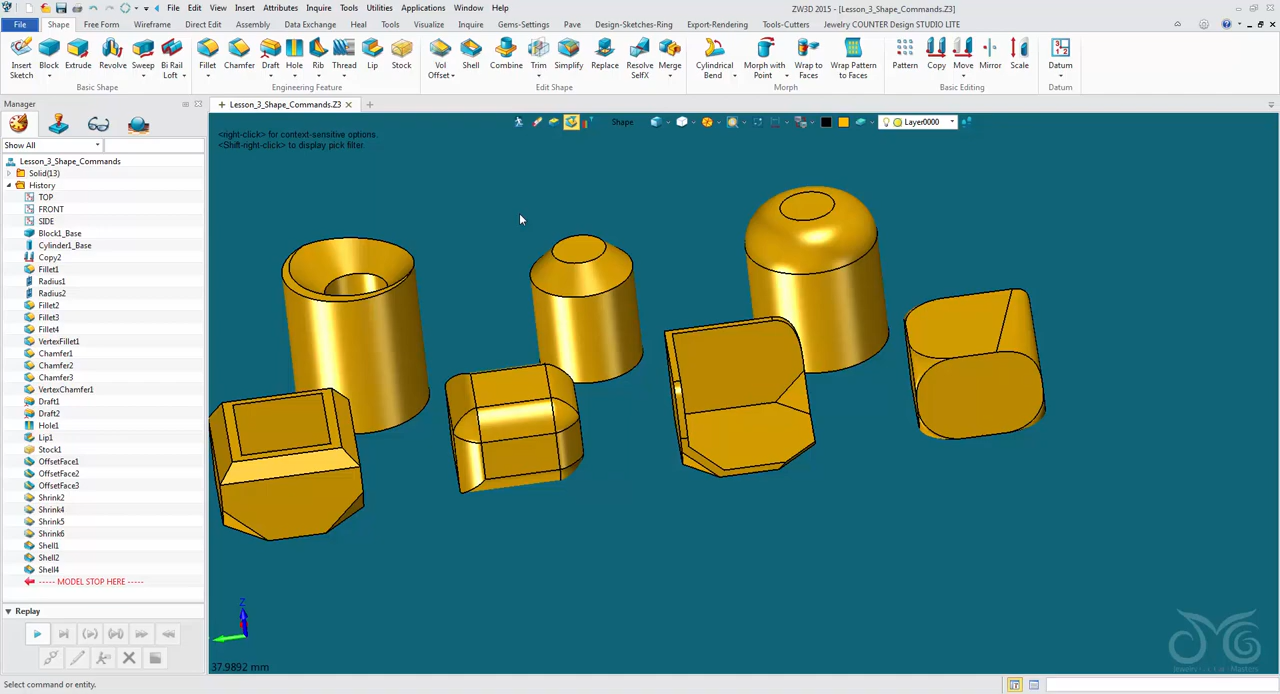 File Edit View Insert Attributes Inquire Tools Utilities Applications Window Help
ZW3D 2015 - [Lesson_3_Shape_Commands.Z3]
File Shape Free Form Wireframe Direct Edit Assembly Data Exchange Heal Tools Visualize Inquire Gems-Settings Pave Design-Sketches-Ring Export-Rendering Tools-Cutters Jewelry COUNTER Design STUDIO LITE
Insert Sketch Block Extrude Revolve Sweep Bi Rail Loft Fillet Chamfer Draft Hole Rib Thread Lip Stock Vol Offset Shell Combine Trim Simplify Replace Resolve SelfX Merge Cylindrical Bend Morph with Point Wrap to Faces Wrap Pattern to Faces Pattern Copy Move Mirror Scale Datum
Basic Shape Engineering Feature Edit Shape Morph Basic Editing Datum
Manager
Lesson_3_Shape_Commands.Z3
Shape
Layer0000
<right-click> for context-sensitive options.
<Shift-right-click> to display pick filter.
Show All
Lesson_3_Shape_Commands
Solid(13)
History
TOP
FRONT
SIDE
Block1_Base
Cylinder1_Base
Copy2
Fillet1
Radius1
Radius2
Fillet2
Fillet3
Fillet4
VertexFillet1
Chamfer1
Chamfer2
Chamfer3
VertexChamfer1
Draft1
Draft2
Hole1
Lip1
Stock1
OffsetFace1
OffsetFace2
OffsetFace3
Shrink2
Shrink4
Shrink5
Shrink6
Shell1
Shell2
Shell4
----- MODEL STOP HERE -----
Replay
Z
37.9892 mm
Select command or entity.